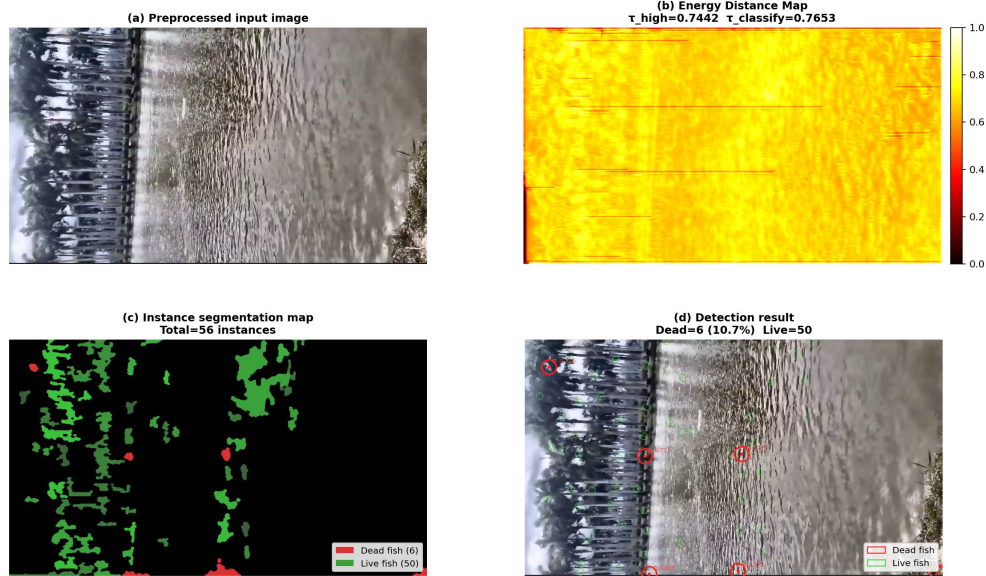 (a) Preprocessed input image
(b) Energy Distance Map
τ_high=0.7442 τ_classify=0.7653
1.0
0.8
0.6
0.4
0.2
0.0
(c) Instance segmentation map
Total=56 instances
Dead fish (6)
Live fish (50)
(d) Detection result
Dead=6 (10.7%) Live=50
Dead fish
Live fish